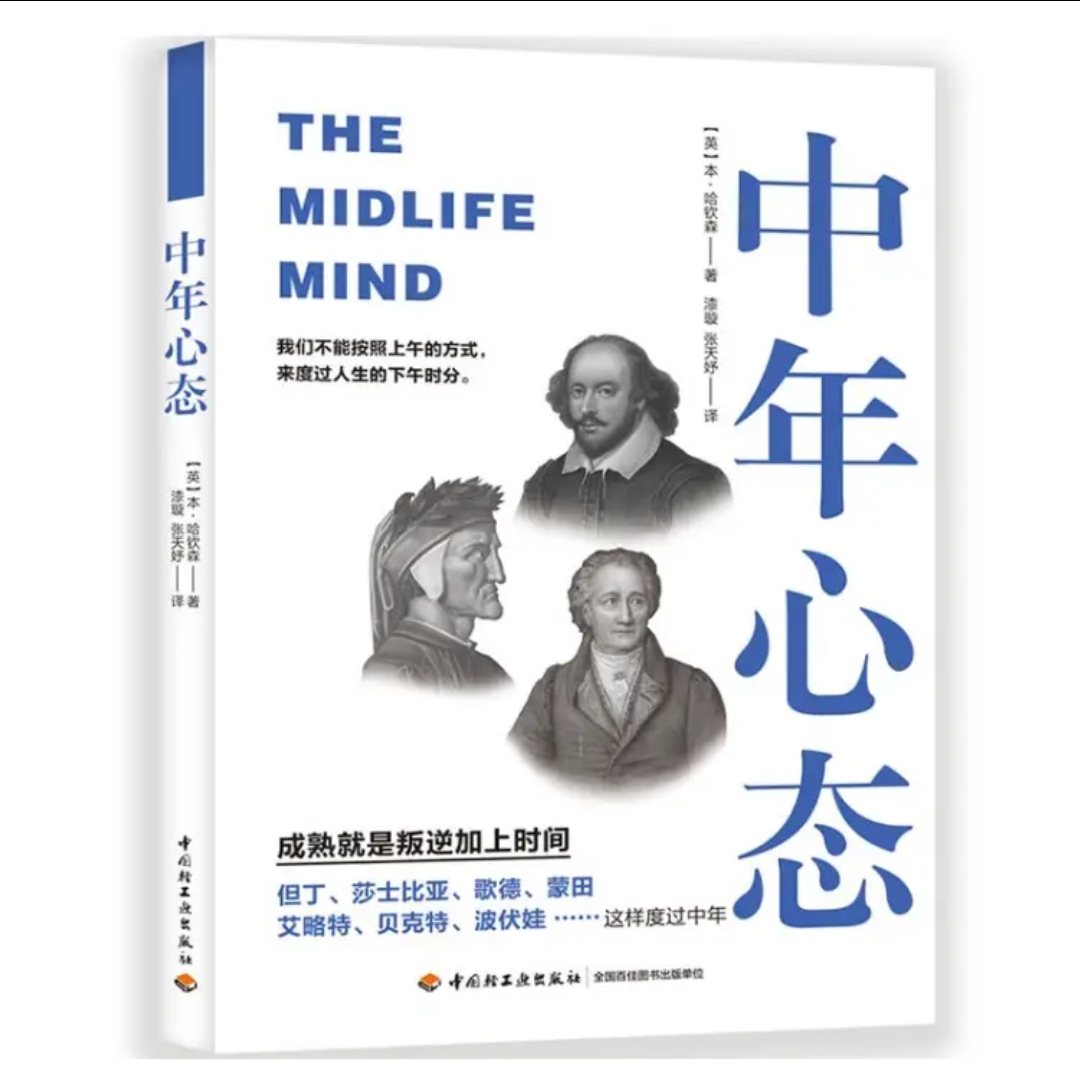 THE
MIDLIFE
MIND
我们不能按照上午的方式，
来度过人生的下午时分。
【英】本·哈钦森——著 漆璇 张天妤——译
中年心态
成熟就是叛逆加上时间
但丁、莎士比亚、歌德、蒙田
艾略特、贝克特、波伏娃……这样度过中年
中国轻工业出版社 | 全国百佳图书出版单位
中年心态
【英】本·哈钦森——著
漆璇 张天妤——译
中国轻工业出版社